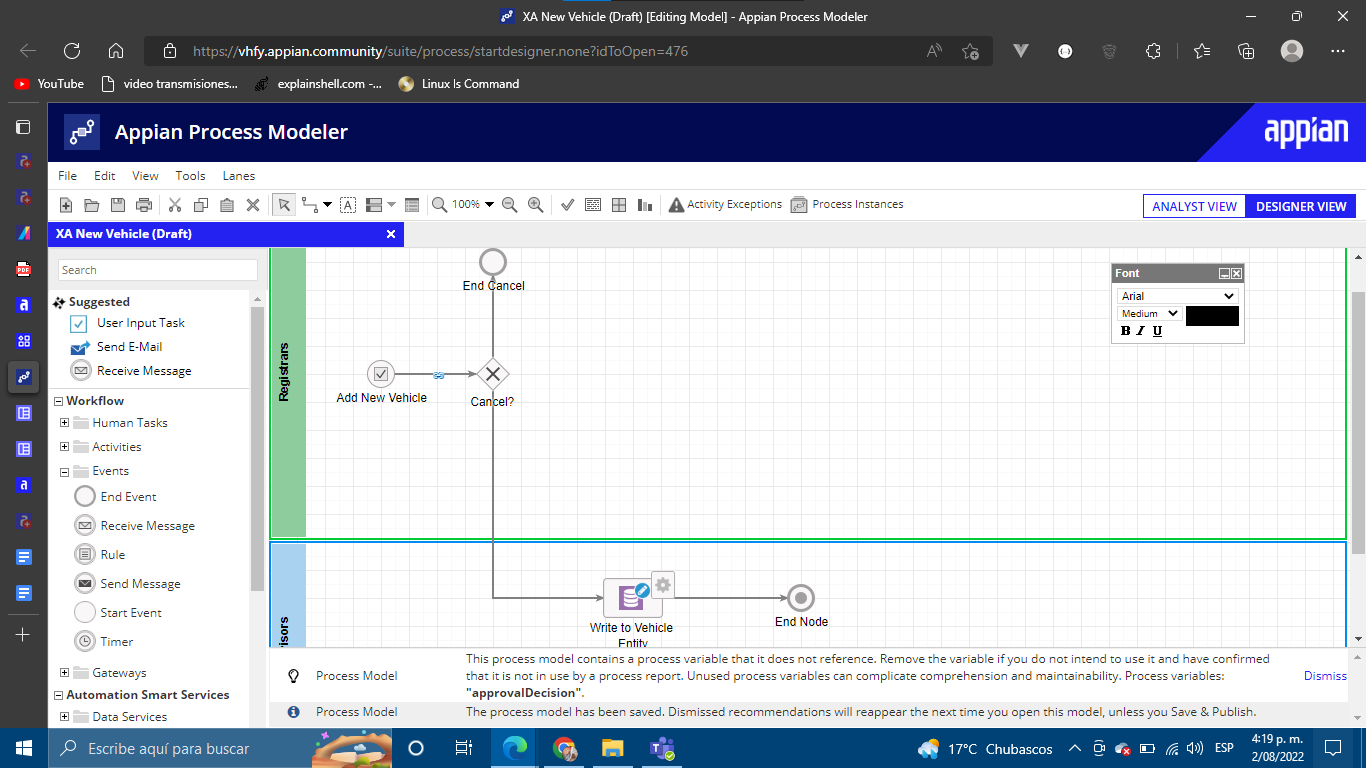 XA New Vehicle (Draft) [Editing Model] - Appian Process Modeler
https://vhfy.appian.community/suite/process/startdesigner.none?idToOpen=476
YouTube
video transmisiones...
explainshell.com -...
Linux Is Command
Appian Process Modeler
appian
File Edit View Tools Lanes
100%
Activity Exceptions
Process Instances
ANALYST VIEW
DESIGNER VIEW
XA New Vehicle (Draft)
Search
Suggested
User Input Task
Send E-Mail
Receive Message
Workflow
Human Tasks
Activities
Events
End Event
Receive Message
Rule
Send Message
Start Event
Timer
Gateways
Automation Smart Services
Data Services
Registrars
End Cancel
Add New Vehicle
Cancel?
Font
Arial
Medium
B I U
visors
Write to Vehicle
Entity
End Node
Process Model
This process model contains a process variable that it does not reference. Remove the variable if you do not intend to use it and have confirmed
that it is not in use by a process report. Unused process variables can complicate comprehension and maintainability. Process variables:
"approvalDecision".
Dismiss
Process Model
The process model has been saved. Dismissed recommendations will reappear the next time you open this model, unless you Save & Publish.
Escribe aquí para buscar
17°C Chubascos
ESP
4:19 p. m.
2/08/2022